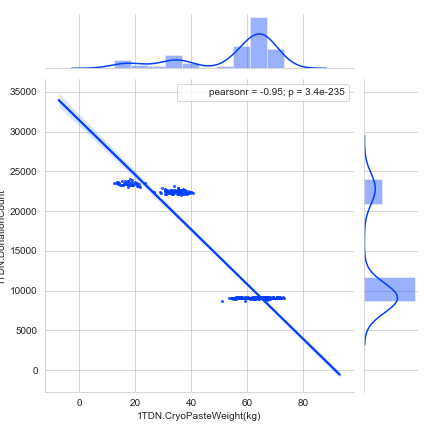 pearsonr = -0.95; p = 3.4e-235
35000
30000
25000
20000
15000
10000
5000
0
0 20 40 60 80
1TDN.CryoPasteWeight(kg)
1TDN.DonationCount